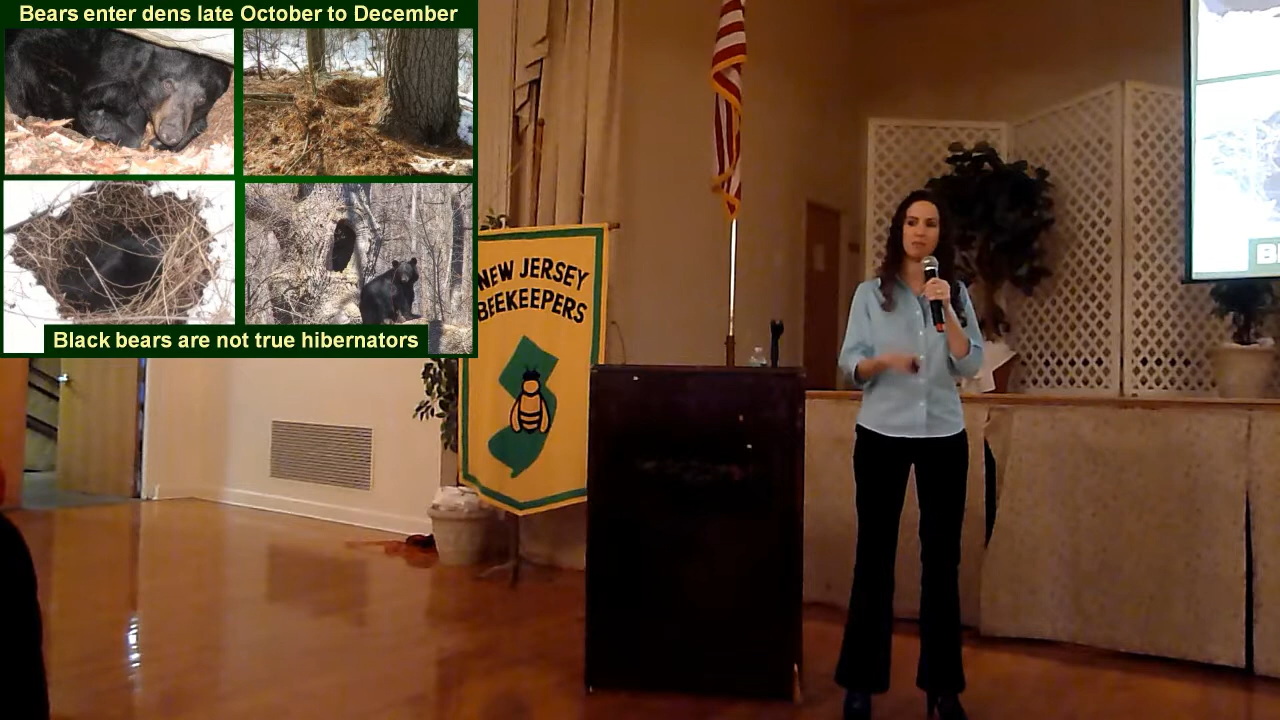 Bears enter dens late October to December
Black bears are not true hibernators
NEW JERSEY
BEEKEEPERS
B